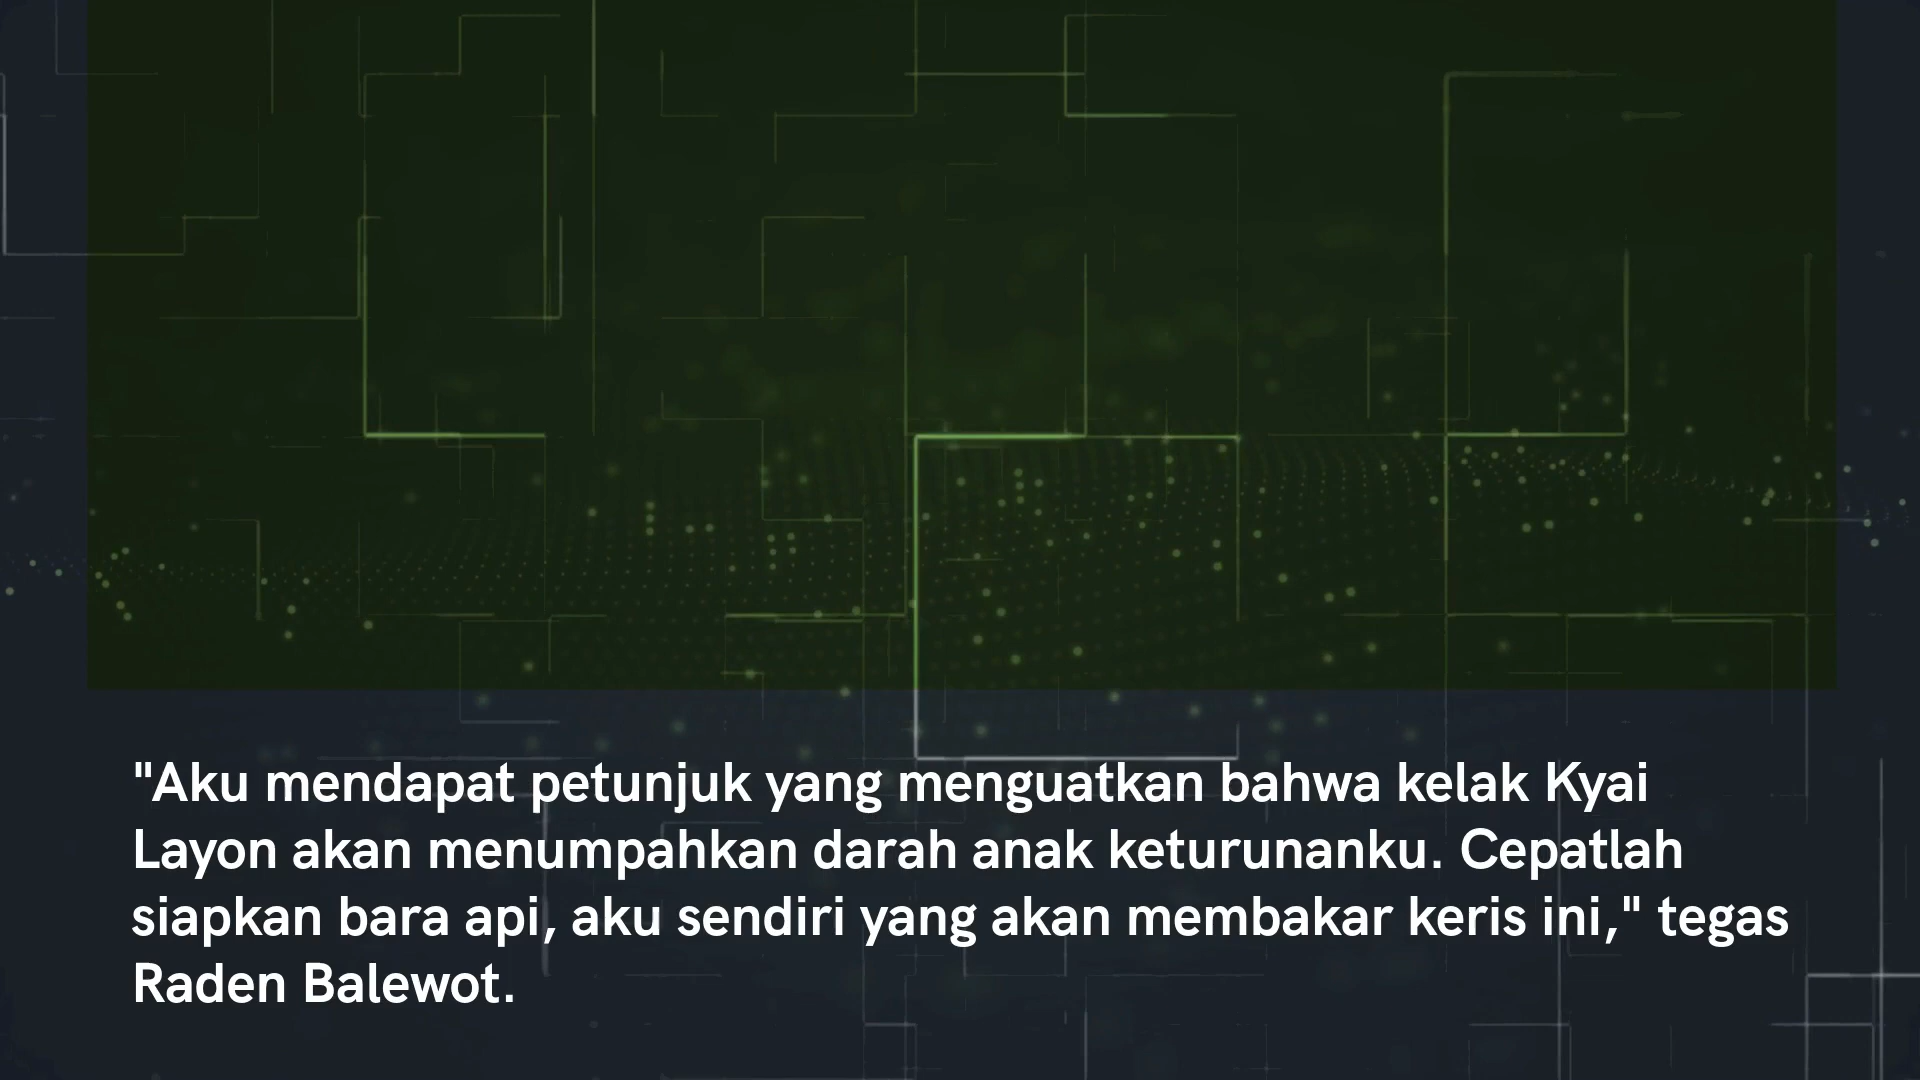 "Aku mendapat petunjuk yang menguatkan bahwa kelak Kyai
Layon akan menumpahkan darah anak keturunanku. Cepatlah
siapkan bara api, aku sendiri yang akan membakar keris ini," tegas
Raden Balewot.